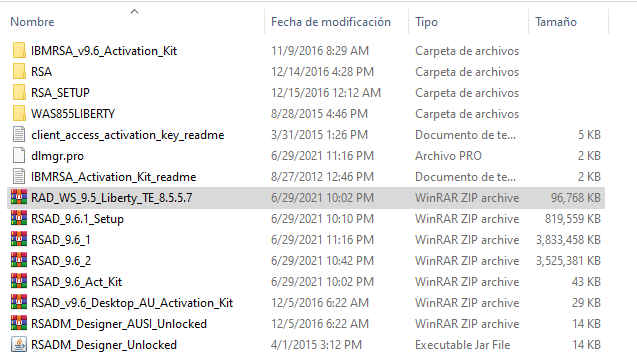 Nombre Fecha de modificación Tipo Tamaño
IBMRSA_v9.6_Activation_Kit 11/9/2016 8:29 AM Carpeta de archivos
RSA 12/14/2016 4:28 PM Carpeta de archivos
RSA_SETUP 12/15/2016 12:12 AM Carpeta de archivos
WAS855LIBERTY 8/28/2015 4:46 PM Carpeta de archivos
client_access_activation_key_readme 3/31/2015 1:26 PM Documento de te... 5 KB
dlmgr.pro 6/29/2021 11:16 PM Archivo PRO 2 KB
IBMRSA_Activation_Kit_readme 8/27/2012 12:46 PM Documento de te... 2 KB
RAD_WS_9.5_Liberty_TE_8.5.5.7 6/29/2021 10:02 PM WinRAR ZIP archive 96,768 KB
RSAD_9.6.1_Setup 6/29/2021 10:10 PM WinRAR ZIP archive 819,559 KB
RSAD_9.6_1 6/29/2021 11:16 PM WinRAR ZIP archive 3,833,458 KB
RSAD_9.6_2 6/29/2021 10:42 PM WinRAR ZIP archive 3,525,381 KB
RSAD_9.6_Act_Kit 6/29/2021 10:02 PM WinRAR ZIP archive 43 KB
RSAD_v9.6_Desktop_AU_Activation_Kit 12/5/2016 6:22 AM WinRAR ZIP archive 29 KB
RSADM_Designer_AUSI_Unlocked 12/5/2016 6:22 AM WinRAR ZIP archive 14 KB
RSADM_Designer_Unlocked 4/1/2015 3:12 PM Executable Jar File 14 KB